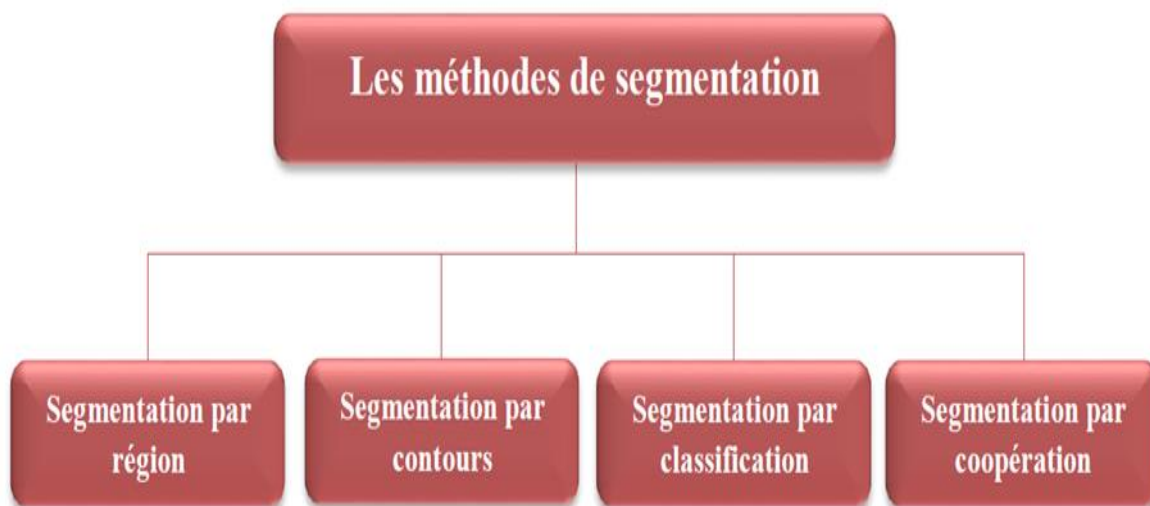 Les méthodes de segmentation
Segmentation par
région
Segmentation par
contours
Segmentation par
classification
Segmentation par
coopération